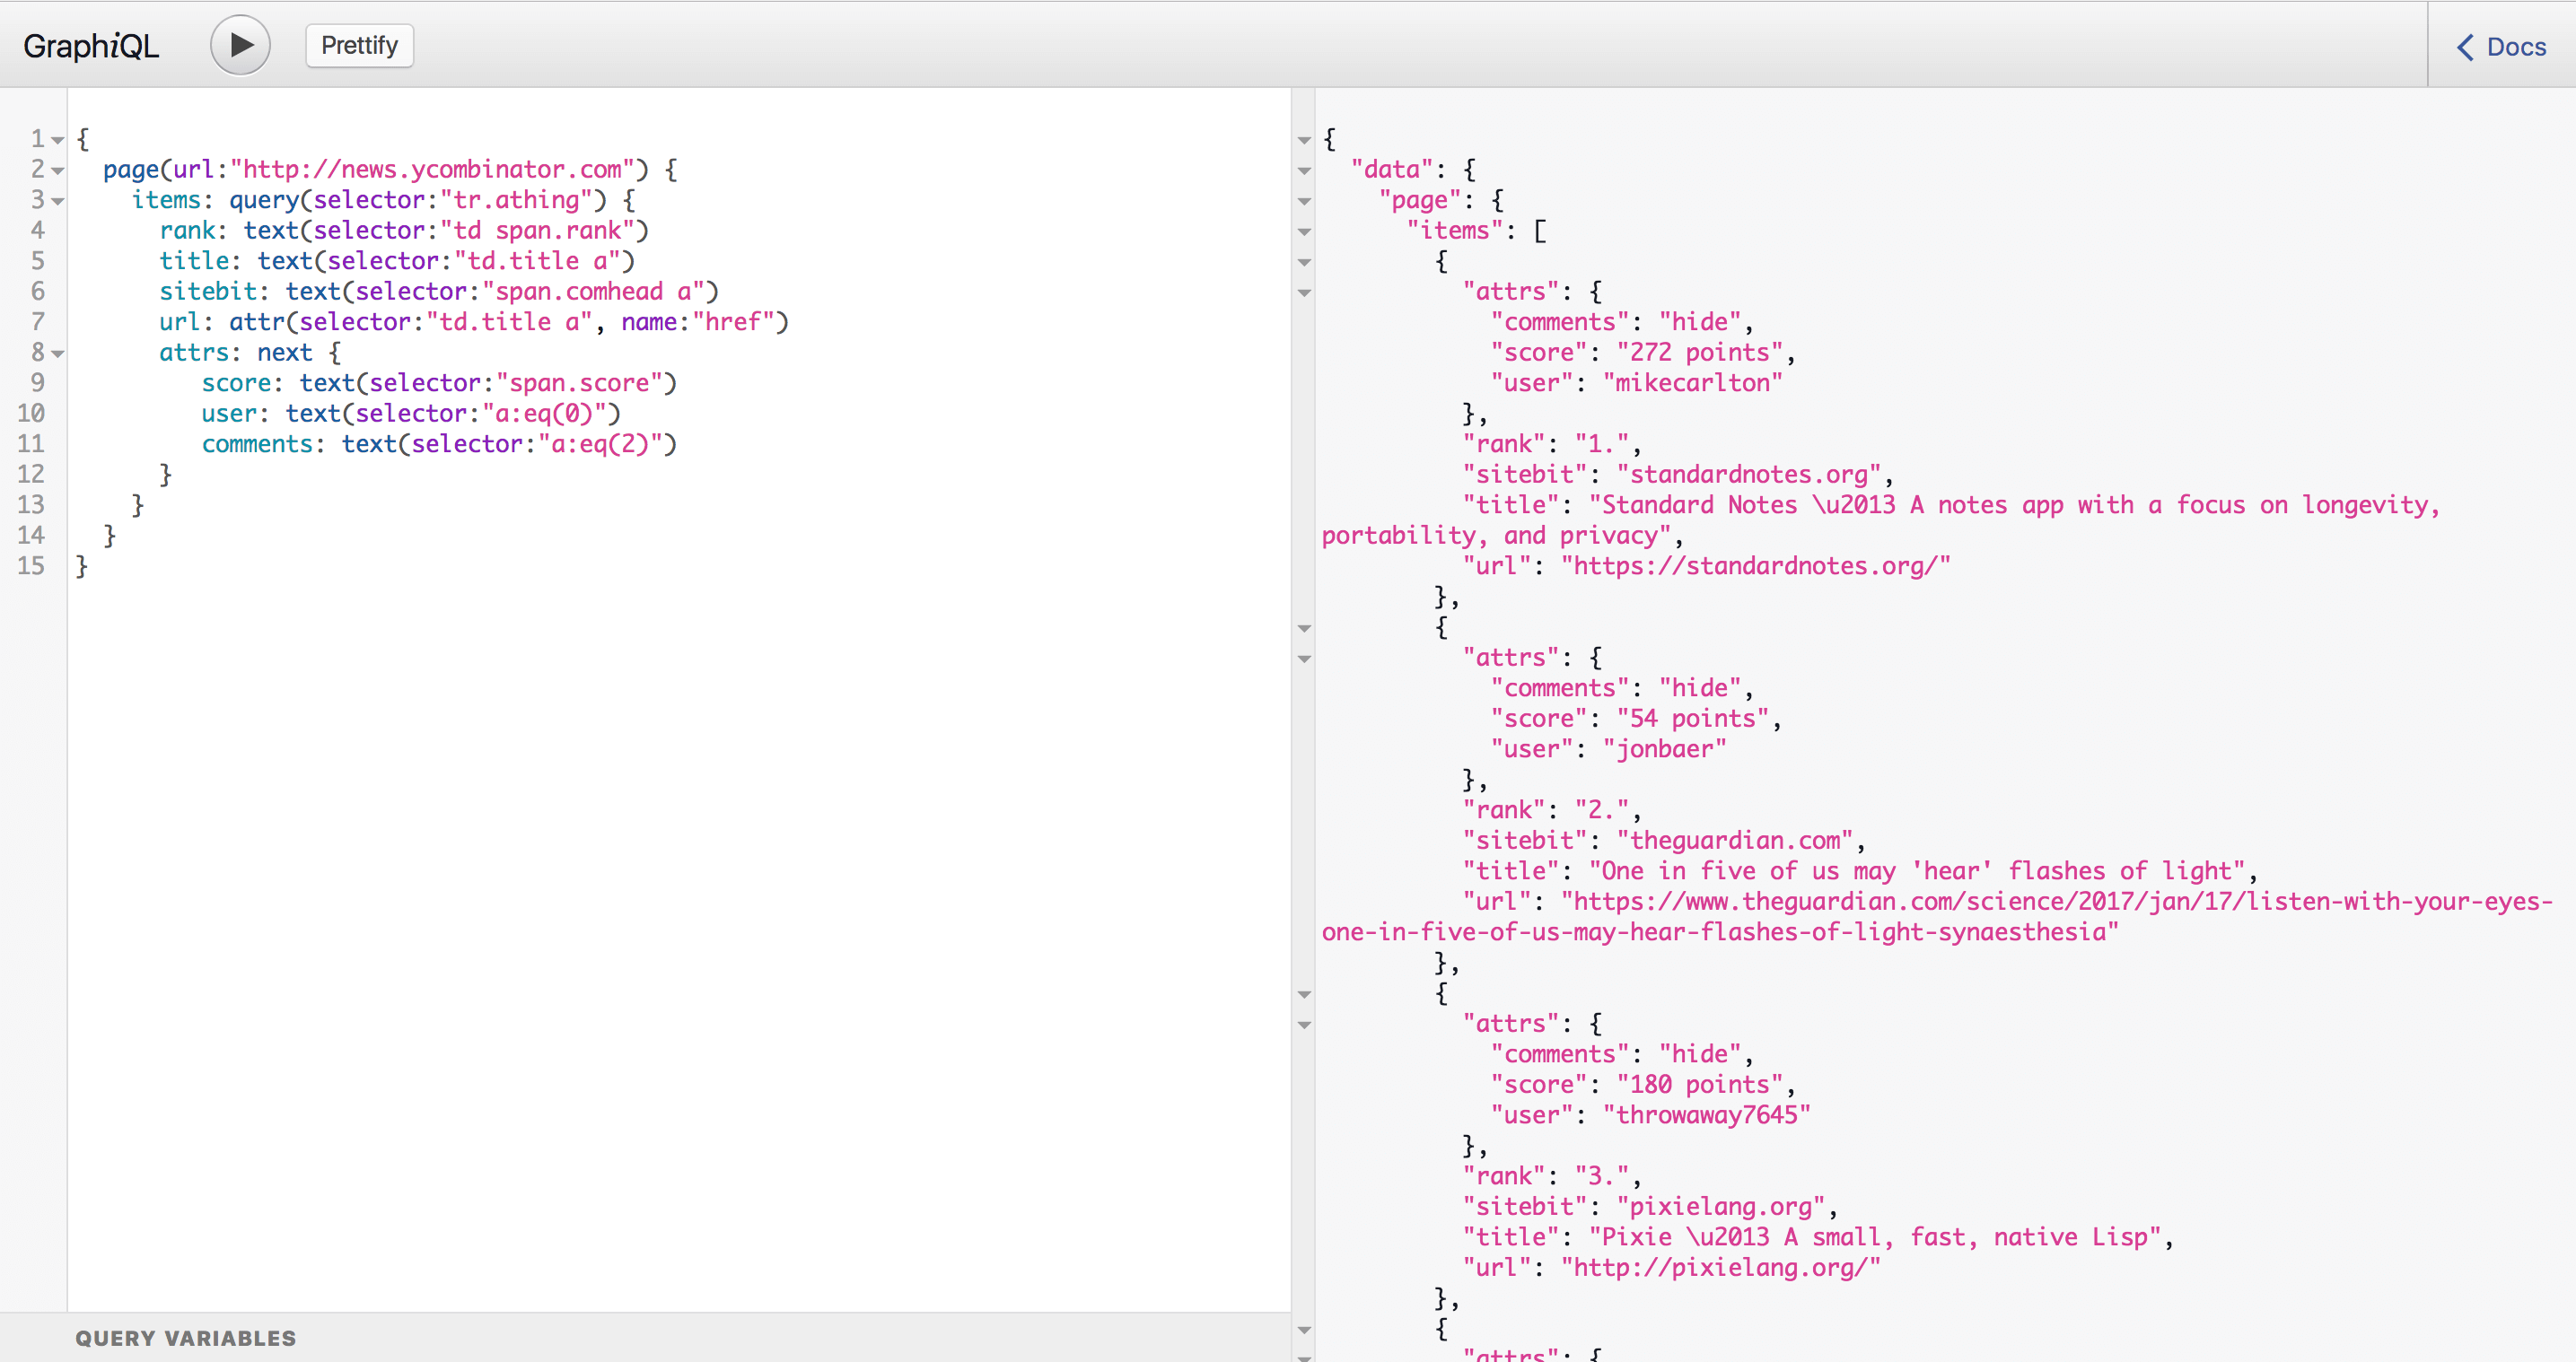 GraphiQL
Prettify
Docs
1 {
2 page(url:"http://news.ycombinator.com") {
3 items: query(selector:"tr.athing") {
4 rank: text(selector:"td span.rank")
5 title: text(selector:"td.title a")
6 sitebit: text(selector:"span.comhead a")
7 url: attr(selector:"td.title a", name:"href")
8 attrs: next {
9 score: text(selector:"span.score")
10 user: text(selector:"a:eq(0)")
11 comments: text(selector:"a:eq(2)")
12 }
13 }
14 }
15 }
QUERY VARIABLES
{
"data": {
"page": {
"items": [
{
"attrs": {
"comments": "hide",
"score": "272 points",
"user": "mikecarlton"
},
"rank": "1.",
"sitebit": "standardnotes.org",
"title": "Standard Notes \u2013 A notes app with a focus on longevity,
portability, and privacy",
"url": "https://standardnotes.org/"
},
{
"attrs": {
"comments": "hide",
"score": "54 points",
"user": "jonbaer"
},
"rank": "2.",
"sitebit": "theguardian.com",
"title": "One in five of us may 'hear' flashes of light",
"url": "https://www.theguardian.com/science/2017/jan/17/listen-with-your-eyes-
one-in-five-of-us-may-hear-flashes-of-light-synaesthesia"
},
{
"attrs": {
"comments": "hide",
"score": "180 points",
"user": "throwaway7645"
},
"rank": "3.",
"sitebit": "pixielang.org",
"title": "Pixie \u2013 A small, fast, native Lisp",
"url": "http://pixielang.org/"
},
{
"attrs": {